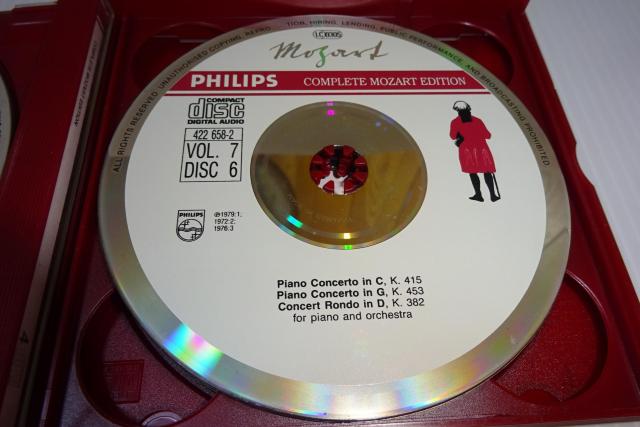 ALL RIGHTS RESERVED UNAUTHORISED COPYING, REPRO
TION, HIRING, LENDING, PUBLIC PERFORMANCE AND BROADCASTING PROHIBITED
Mozart
PHILIPS
COMPLETE MOZART EDITION
COMPACT
disc
DIGITAL AUDIO
422 658-2
VOL. 7
DISC 6
PHILIPS
℗1979:1;
1972:2;
1976:3
Piano Concerto in C, K. 415
Piano Concerto in G, K. 453
Concert Rondo in D, K. 382
for piano and orchestra